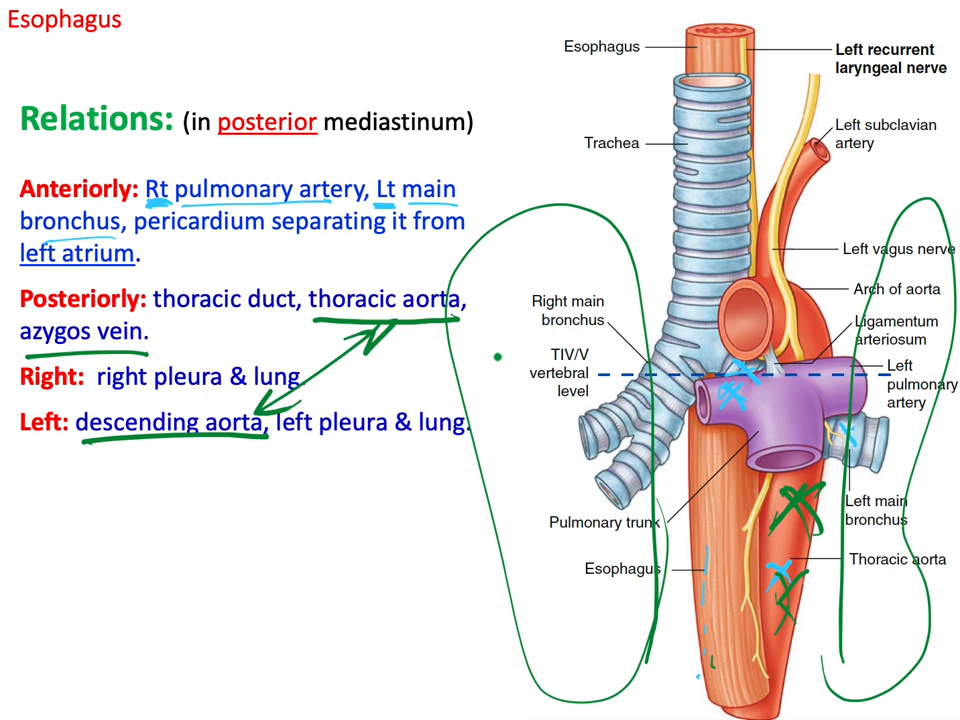 Esophagus
Relations: (in posterior mediastinum)
Anteriorly: Rt pulmonary artery, Lt main
bronchus, pericardium separating it from
left atrium.
Posteriorly: thoracic duct, thoracic aorta,
azygos vein.
Right: right pleura & lung.
Left: descending aorta, left pleura & lung.
Esophagus
Left recurrent
laryngeal nerve
Trachea
Left subclavian
artery
Left vagus nerve
Right main
bronchus
Arch of aorta
Ligamentum
arteriosum
TIV/V
vertebral
level
Left
pulmonary
artery
Pulmonary trunk
Left main
bronchus
Esophagus
Thoracic aorta